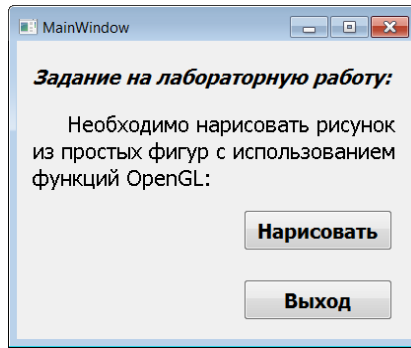 MainWindow
Задание на лабораторную работу:
Необходимо нарисовать рисунок
из простых фигур с использованием
функций OpenGL:
Нарисовать
Выход